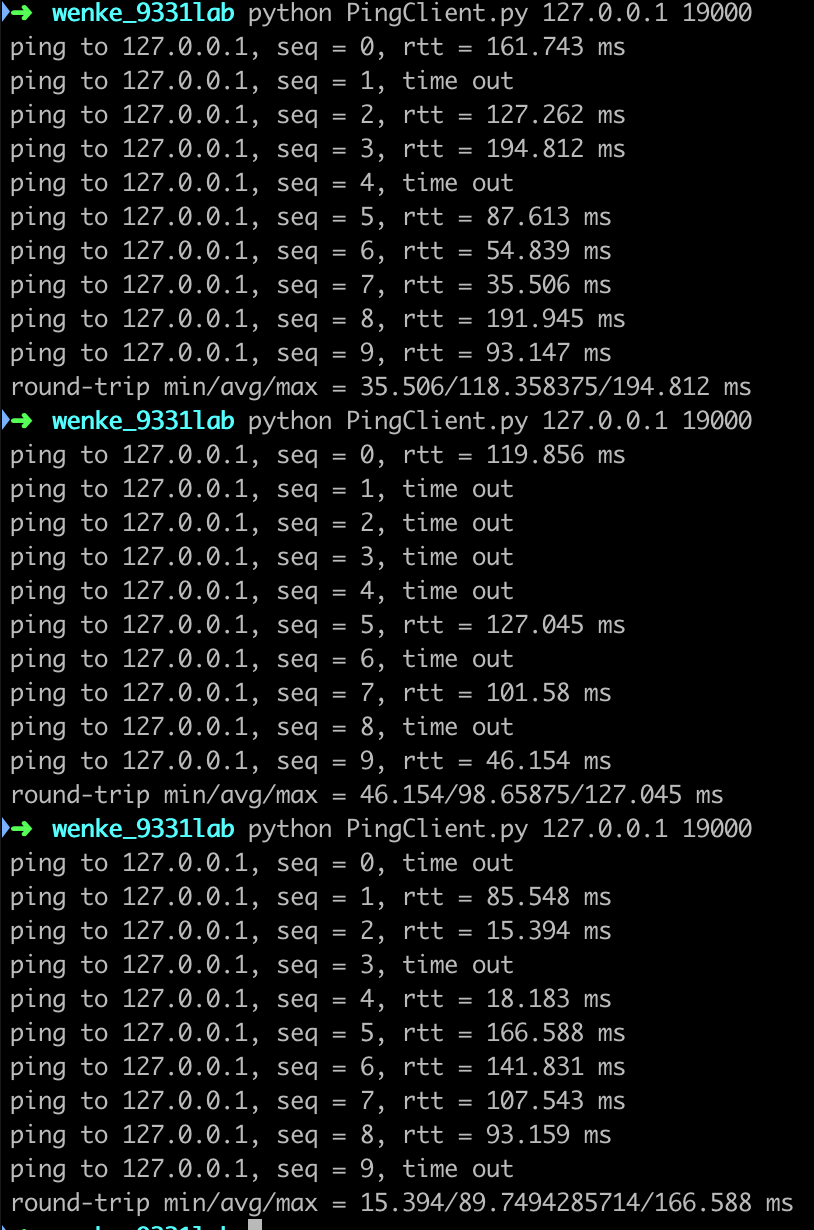 ➜ wenke_9331lab python PingClient.py 127.0.0.1 19000
ping to 127.0.0.1, seq = 0, rtt = 161.743 ms
ping to 127.0.0.1, seq = 1, time out
ping to 127.0.0.1, seq = 2, rtt = 127.262 ms
ping to 127.0.0.1, seq = 3, rtt = 194.812 ms
ping to 127.0.0.1, seq = 4, time out
ping to 127.0.0.1, seq = 5, rtt = 87.613 ms
ping to 127.0.0.1, seq = 6, rtt = 54.839 ms
ping to 127.0.0.1, seq = 7, rtt = 35.506 ms
ping to 127.0.0.1, seq = 8, rtt = 191.945 ms
ping to 127.0.0.1, seq = 9, rtt = 93.147 ms
round-trip min/avg/max = 35.506/118.358375/194.812 ms
➜ wenke_9331lab python PingClient.py 127.0.0.1 19000
ping to 127.0.0.1, seq = 0, rtt = 119.856 ms
ping to 127.0.0.1, seq = 1, time out
ping to 127.0.0.1, seq = 2, time out
ping to 127.0.0.1, seq = 3, time out
ping to 127.0.0.1, seq = 4, time out
ping to 127.0.0.1, seq = 5, rtt = 127.045 ms
ping to 127.0.0.1, seq = 6, time out
ping to 127.0.0.1, seq = 7, rtt = 101.58 ms
ping to 127.0.0.1, seq = 8, time out
ping to 127.0.0.1, seq = 9, rtt = 46.154 ms
round-trip min/avg/max = 46.154/98.65875/127.045 ms
➜ wenke_9331lab python PingClient.py 127.0.0.1 19000
ping to 127.0.0.1, seq = 0, time out
ping to 127.0.0.1, seq = 1, rtt = 85.548 ms
ping to 127.0.0.1, seq = 2, rtt = 15.394 ms
ping to 127.0.0.1, seq = 3, time out
ping to 127.0.0.1, seq = 4, rtt = 18.183 ms
ping to 127.0.0.1, seq = 5, rtt = 166.588 ms
ping to 127.0.0.1, seq = 6, rtt = 141.831 ms
ping to 127.0.0.1, seq = 7, rtt = 107.543 ms
ping to 127.0.0.1, seq = 8, rtt = 93.159 ms
ping to 127.0.0.1, seq = 9, time out
round-trip min/avg/max = 15.394/89.7494285714/166.588 ms
➜ wenke_9331lab